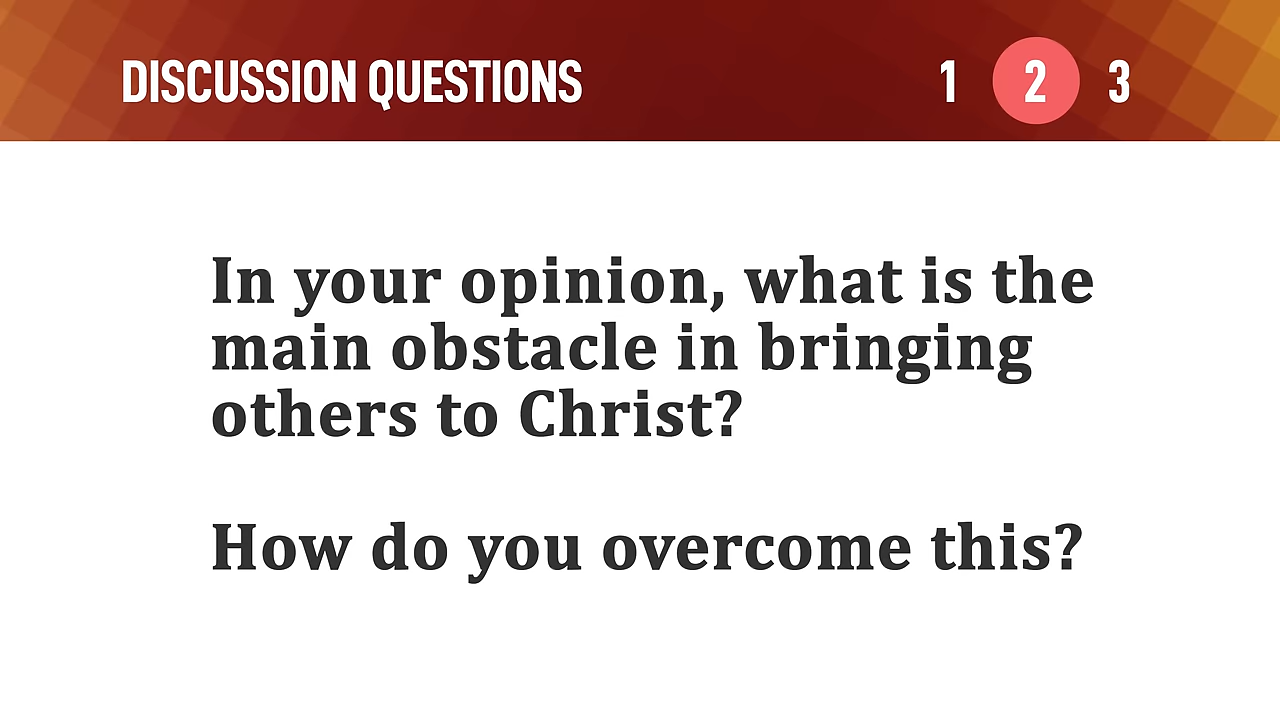 DISCUSSION QUESTIONS
1 2 3
In your opinion, what is the
main obstacle in bringing
others to Christ?
How do you overcome this?